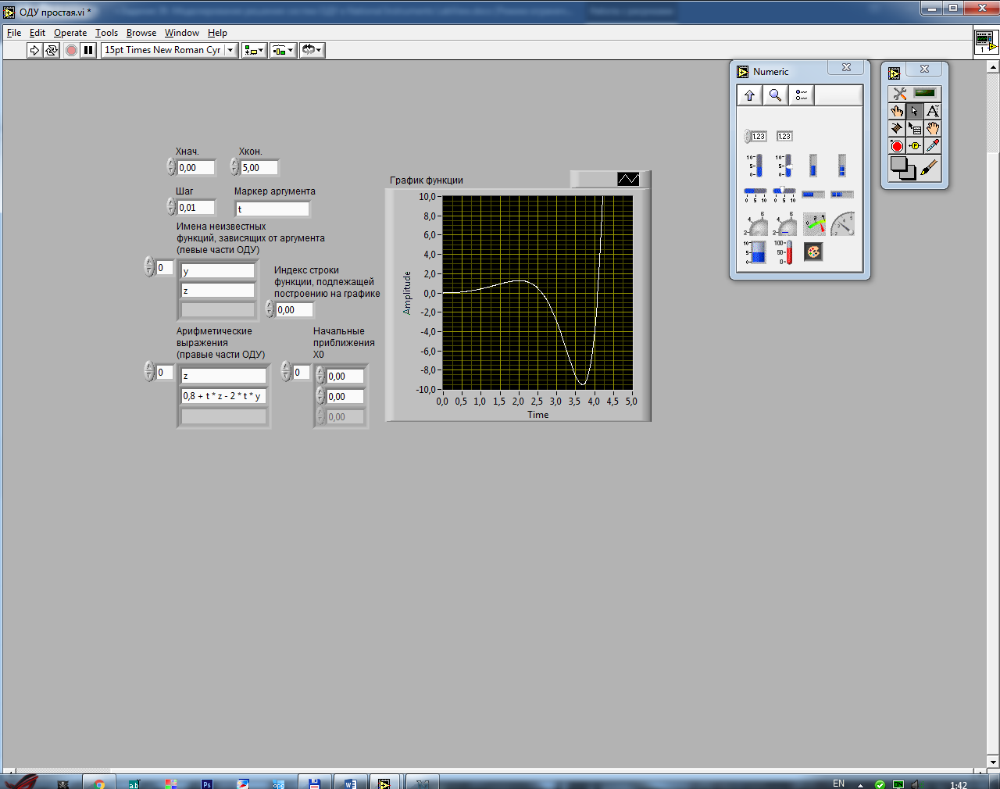 ОДУ простая.vi *
File Edit Operate Tools Browse Window Help
15pt Times New Roman Cyr
1
Numeric
1.23 1.23
Хнач. Хкон.
0,00 5,00
Шаг Маркер аргумента
0,01 t
Имена неизвестных
функций, зависящих от аргумента
(левые части ОДУ)
0 y
z
Индекс строки
функции, подлежащей
построению на графике
0,00
Арифметические
выражения
(правые части ОДУ)
0 z
0,8 + t * z - 2 * t * y
Начальные
приближения
X0
0 0,00
0,00
0,00
График функции
Amplitude
10,0
8,0
6,0
4,0
2,0
0,0
-2,0
-4,0
-6,0
-8,0
-10,0
0,0 0,5 1,0 1,5 2,0 2,5 3,0 3,5 4,0 4,5 5,0
Time
EN 1:42